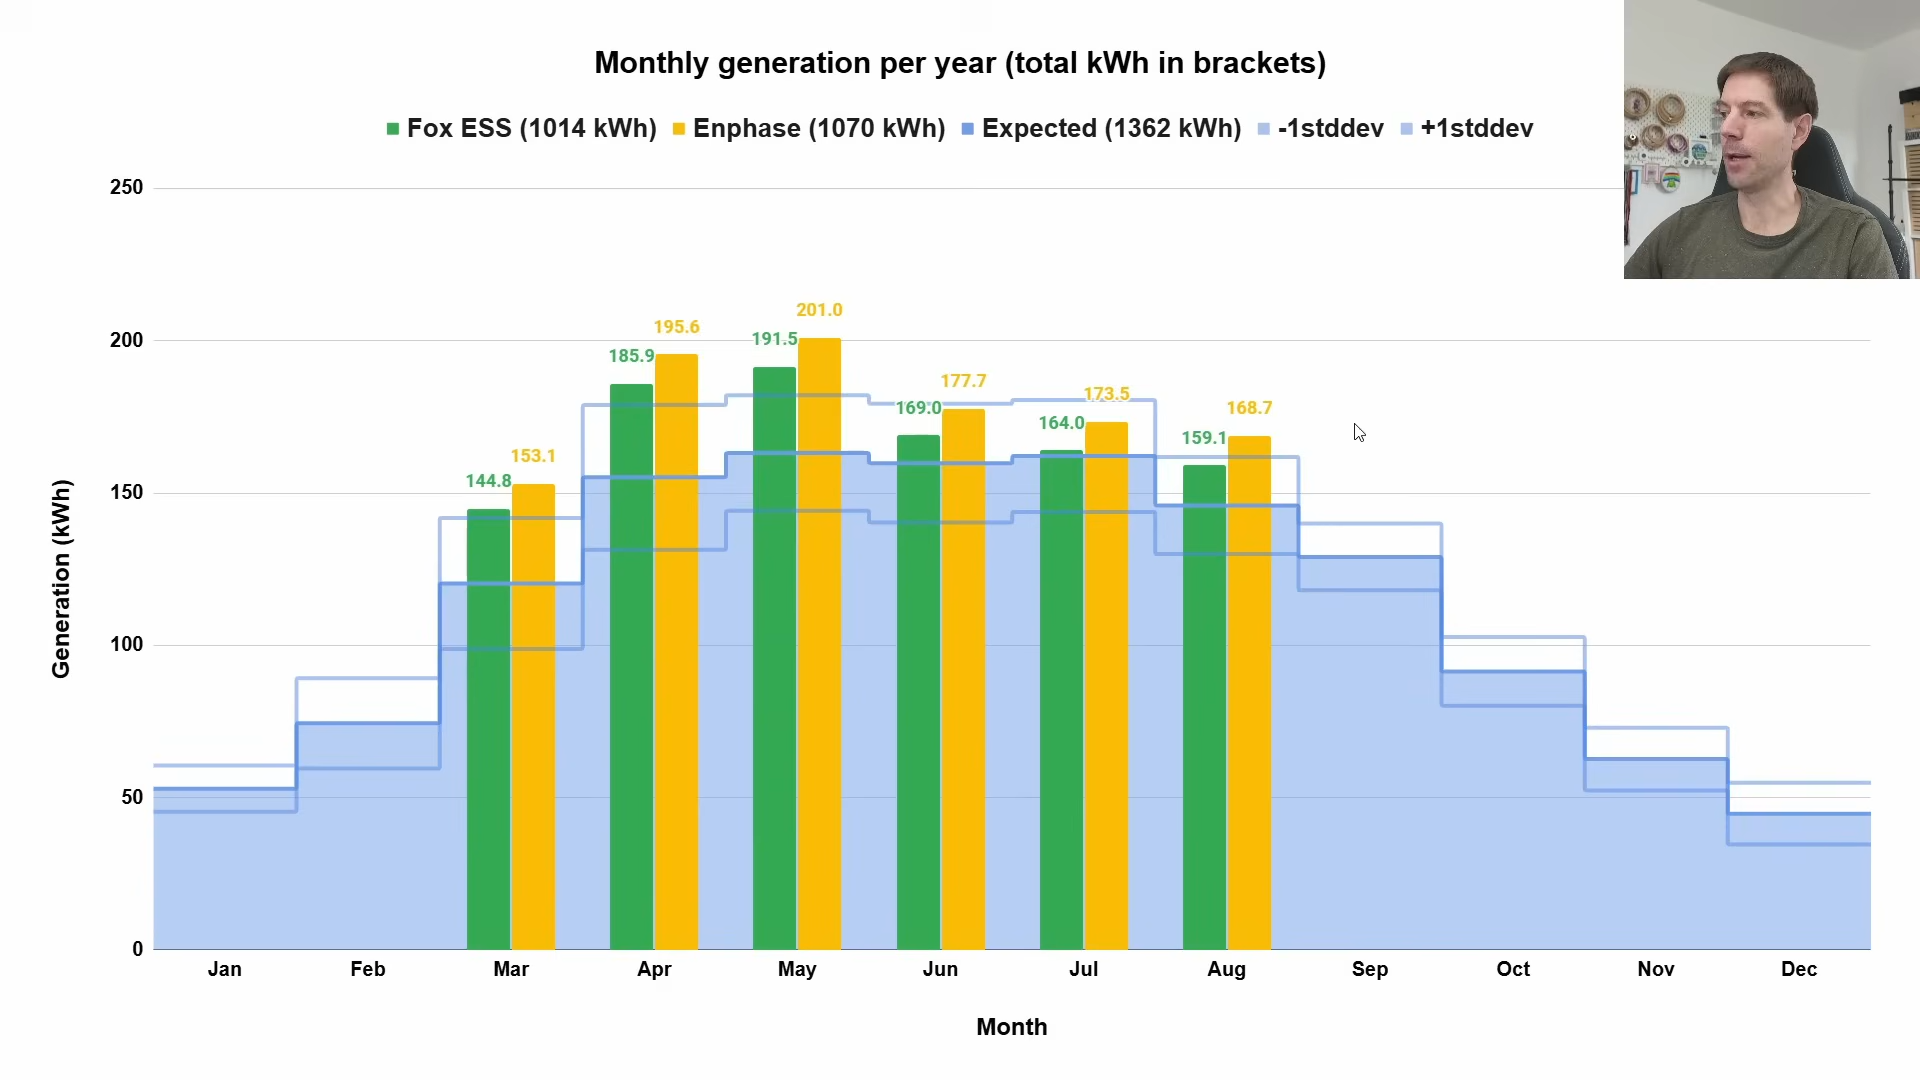 Monthly generation per year (total kWh in brackets)
Fox ESS (1014 kWh) Enphase (1070 kWh) Expected (1362 kWh) -1stddev +1stddev
250
200
150
100
50
0
Generation (kWh)
144.8 153.1
185.9 195.6
191.5 201.0
169.0 177.7
164.0 173.5
159.1 168.7
Jan Feb Mar Apr May Jun Jul Aug Sep Oct Nov Dec
Month